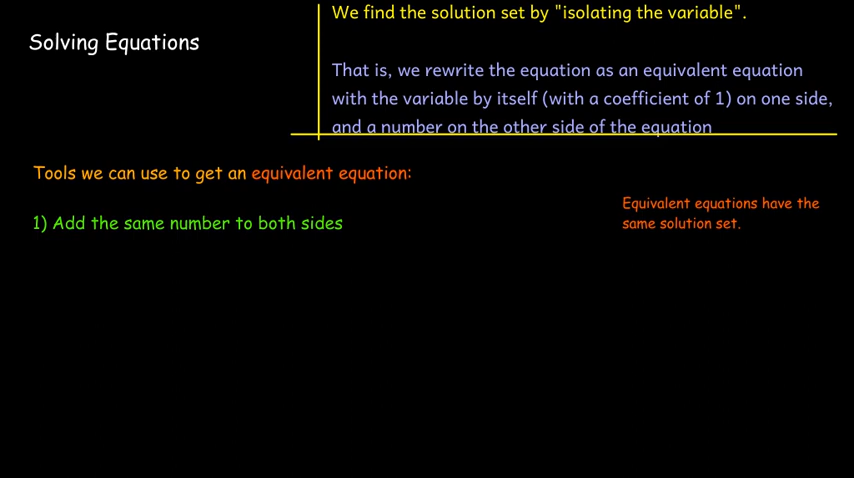 Solving Equations
We find the solution set by "isolating the variable".
That is, we rewrite the equation as an equivalent equation
with the variable by itself (with a coefficient of 1) on one side,
and a number on the other side of the equation
Tools we can use to get an equivalent equation:
1) Add the same number to both sides
Equivalent equations have the
same solution set.